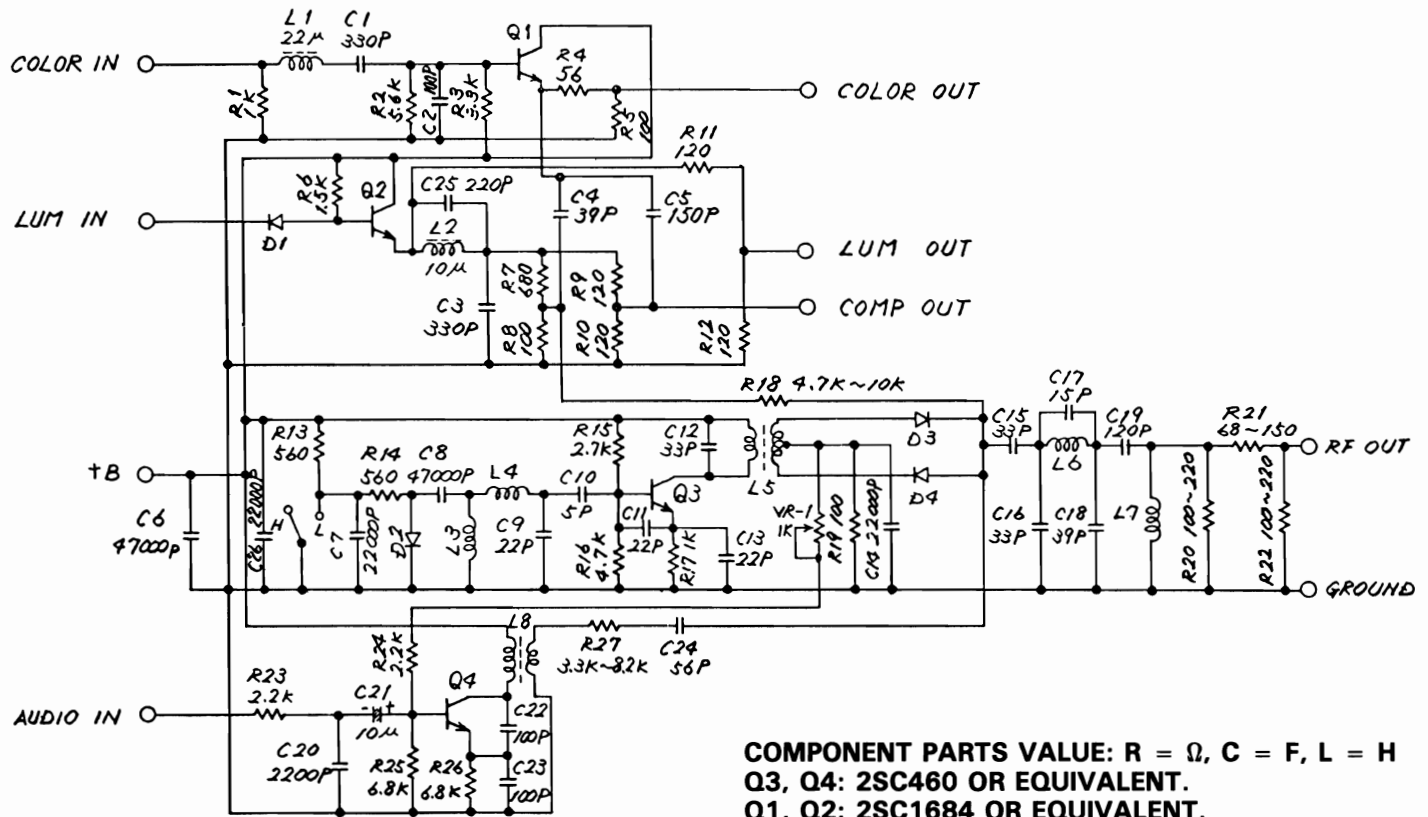 L1
22μ
C1
330P
Q1
R4
56
COLOR IN
COLOR OUT
R1
1K
R2
5.6K
C2
100P
R3
3.9K
R5
100
R11
120
R6
1.5K
Q2
C25 220P
C4
39P
C5
150P
LUM IN
D1
L2
10μ
LUM OUT
R7
680
R9
120
COMP OUT
C3
330P
R8
100
R10
120
R12
120
R18 4.7K~10K
C17
15P
R13
560
R14
560
C8
47000P
L4
C10
5P
R15
2.7K
C12
33P
L5
D3
C15
33P
L6
C19
120P
R21
68~150
RF OUT
+B
Q3
D4
C6
47000P
C26
22000P
H
L
C7
22000P
D2
L3
C9
22P
C11
22P
R16
4.7K
R17 1K
C13
22P
VR-1
1K
R19 100
C14 22000P
C16
33P
C18
39P
L7
R20 100~220
R22 100~220
GROUND
L8
R24
2.2K
R27
3.3K~8.2K
C24
56P
R23
2.2K
C21
- +
10μ
Q4
AUDIO IN
C20
2200P
R25
6.8K
R26
6.8K
C22
100P
C23
100P
COMPONENT PARTS VALUE: R = Ω, C = F, L = H
Q3, Q4: 2SC460 OR EQUIVALENT.
Q1, Q2: 2SC1684 OR EQUIVALENT.